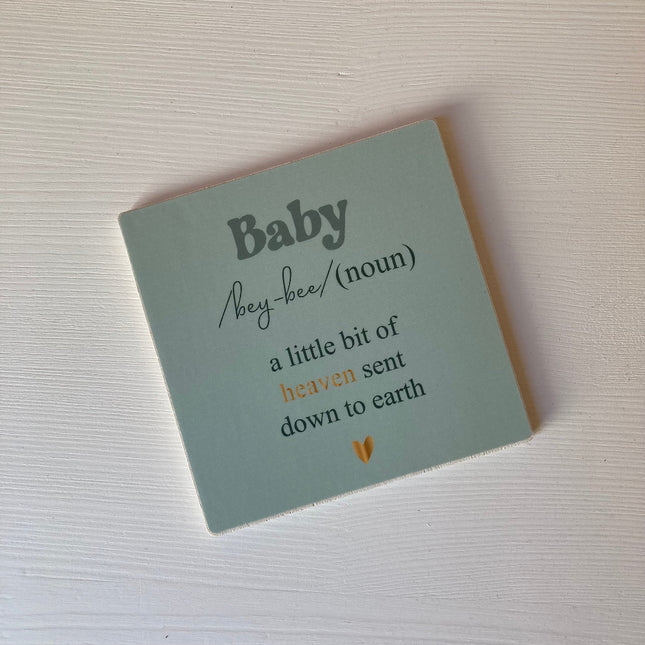 Baby
/bey-bee/(noun)
a little bit of
heaven sent
down to earth